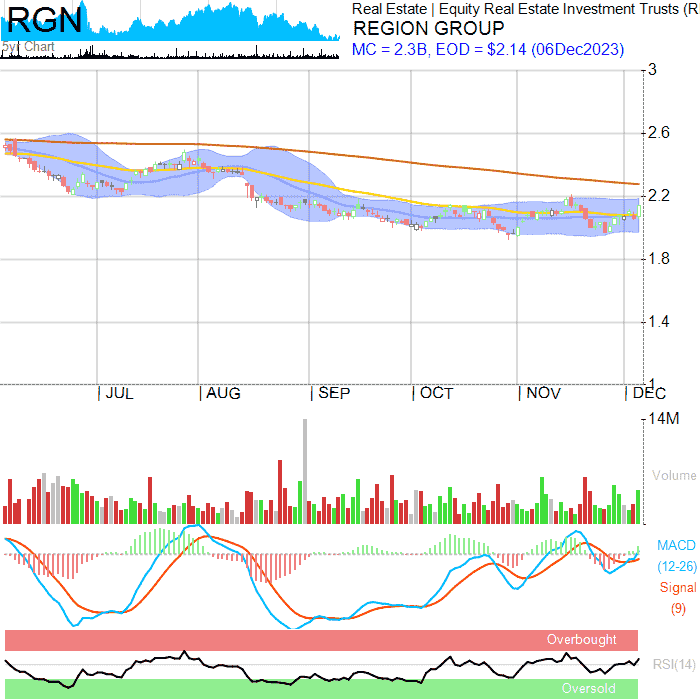 RGN
5yr Chart
Real Estate | Equity Real Estate Investment Trusts (R
REGION GROUP
MC = 2.3B, EOD = $2.14 (06Dec2023)
3
2.6
2.2
1.8
1.4
1
JUL
AUG
SEP
OCT
NOV
DEC
14M
Volume
MACD
(12-26)
Signal
(9)
Overbought
RSI(14)
Oversold